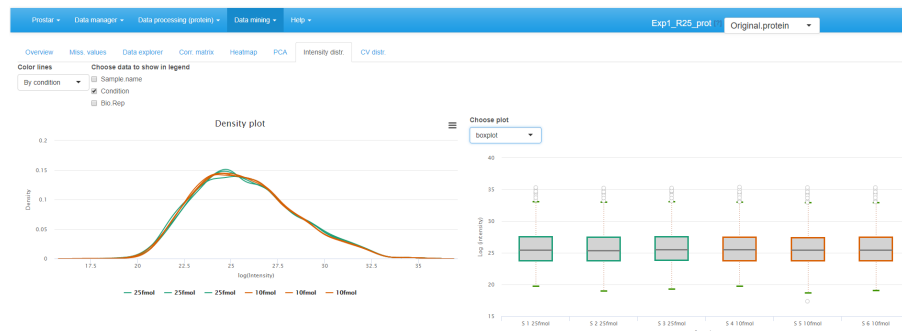 Prostar Data manager Data processing (protein) Data mining Help Exp1_R25_prot Original.protein
Overview Miss. values Data explorer Corr. matrix Heatmap PCA Intensity distr. CV distr.
Color lines Choose data to show in legend
By condition
Sample.name
Condition
Bio.Rep
Density plot
0.2
0.15
0.1
0.05
0
Density
17.5 20 22.5 25 27.5 30 32.5 35
log(Intensity)
25fmol 25fmol 25fmol 10fmol 10fmol 10fmol
Choose plot
boxplot
40
35
30
25
20
15
Log (Intensity)
S 1 25fmol S 2 25fmol S 3 25fmol S 4 10fmol S 5 10fmol S 6 10fmol